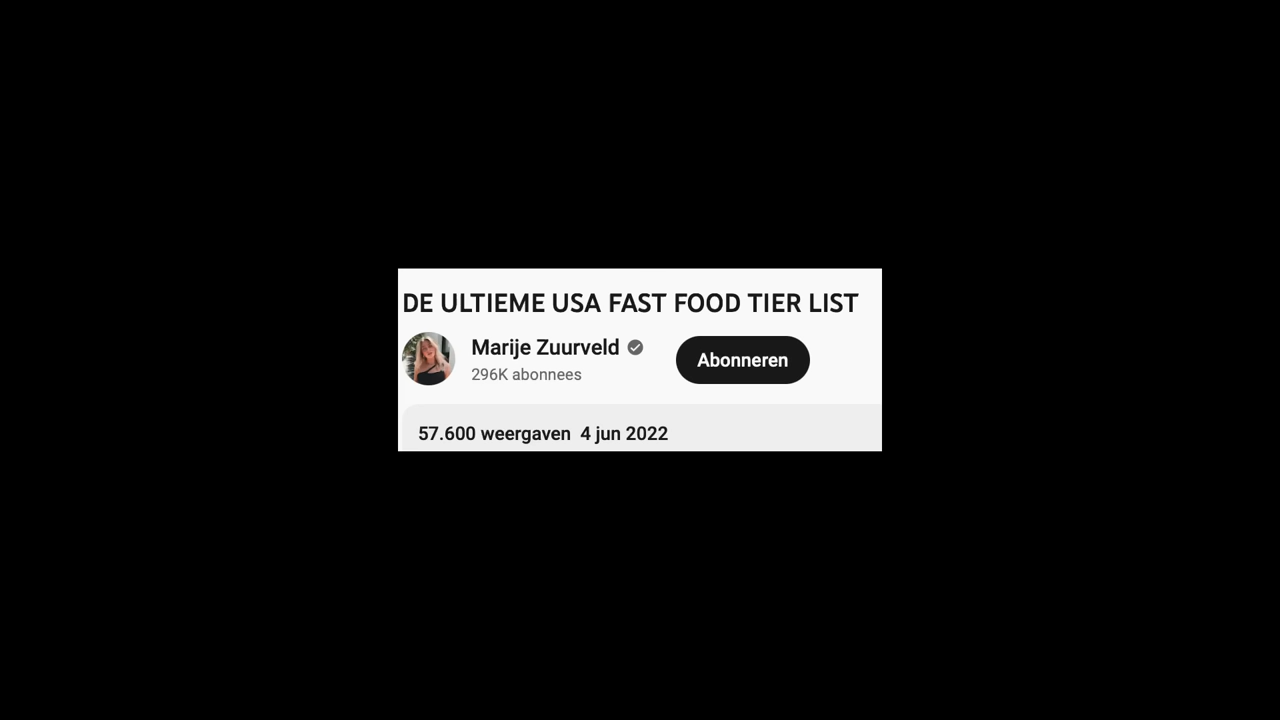 DE ULTIEME USA FAST FOOD TIER LIST
Marije Zuurveld
296K abonnees
Abonneren
57.600 weergaven 4 jun 2022